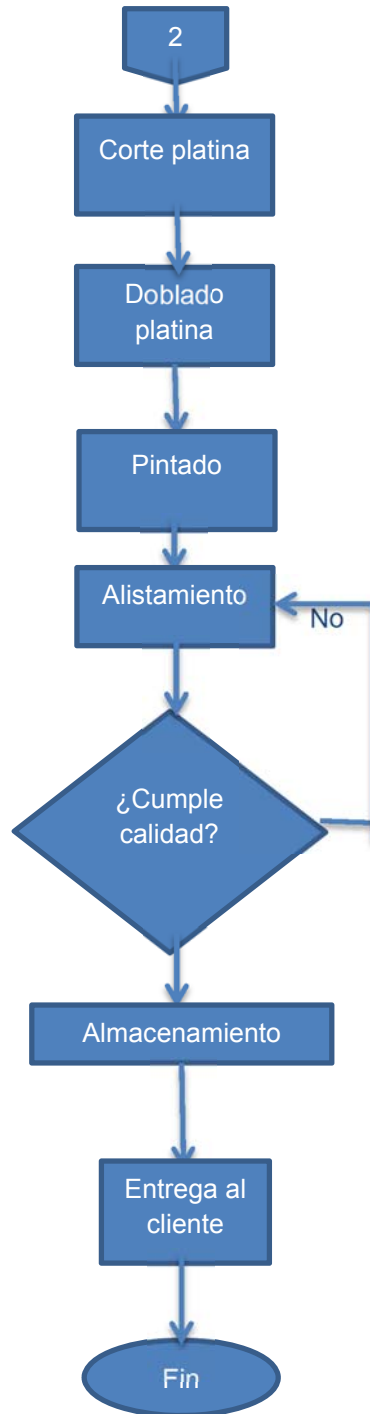 2
Corte platina
Doblado
platina
Pintado
Alistamiento
No
¿Cumple
calidad?
Almacenamiento
Entrega al
cliente
Fin